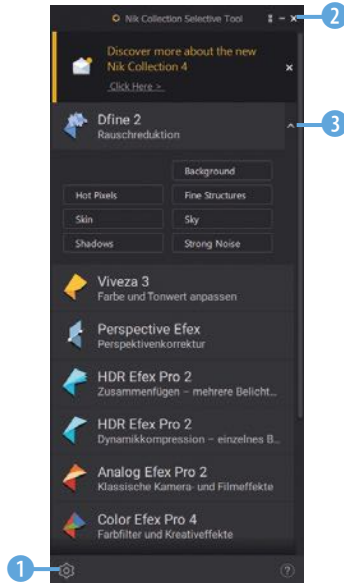 Nik Collection Selective Tool
2
Discover more about the new
Nik Collection 4
Click Here >
Dfine 2
3
Rauschreduktion
Background
Hot Pixels
Fine Structures
Skin
Sky
Shadows
Strong Noise
Viveza 3
Farbe und Tonwert anpassen
Perspective Efex
Perspektivenkorrektur
HDR Efex Pro 2
Zusammenfügen – mehrere Belicht...
HDR Efex Pro 2
Dynamikkompression – einzelnes B...
Analog Efex Pro 2
Klassische Kamera- und Filmeffekte
Color Efex Pro 4
Farbfilter und Kreativeffekte
1
?